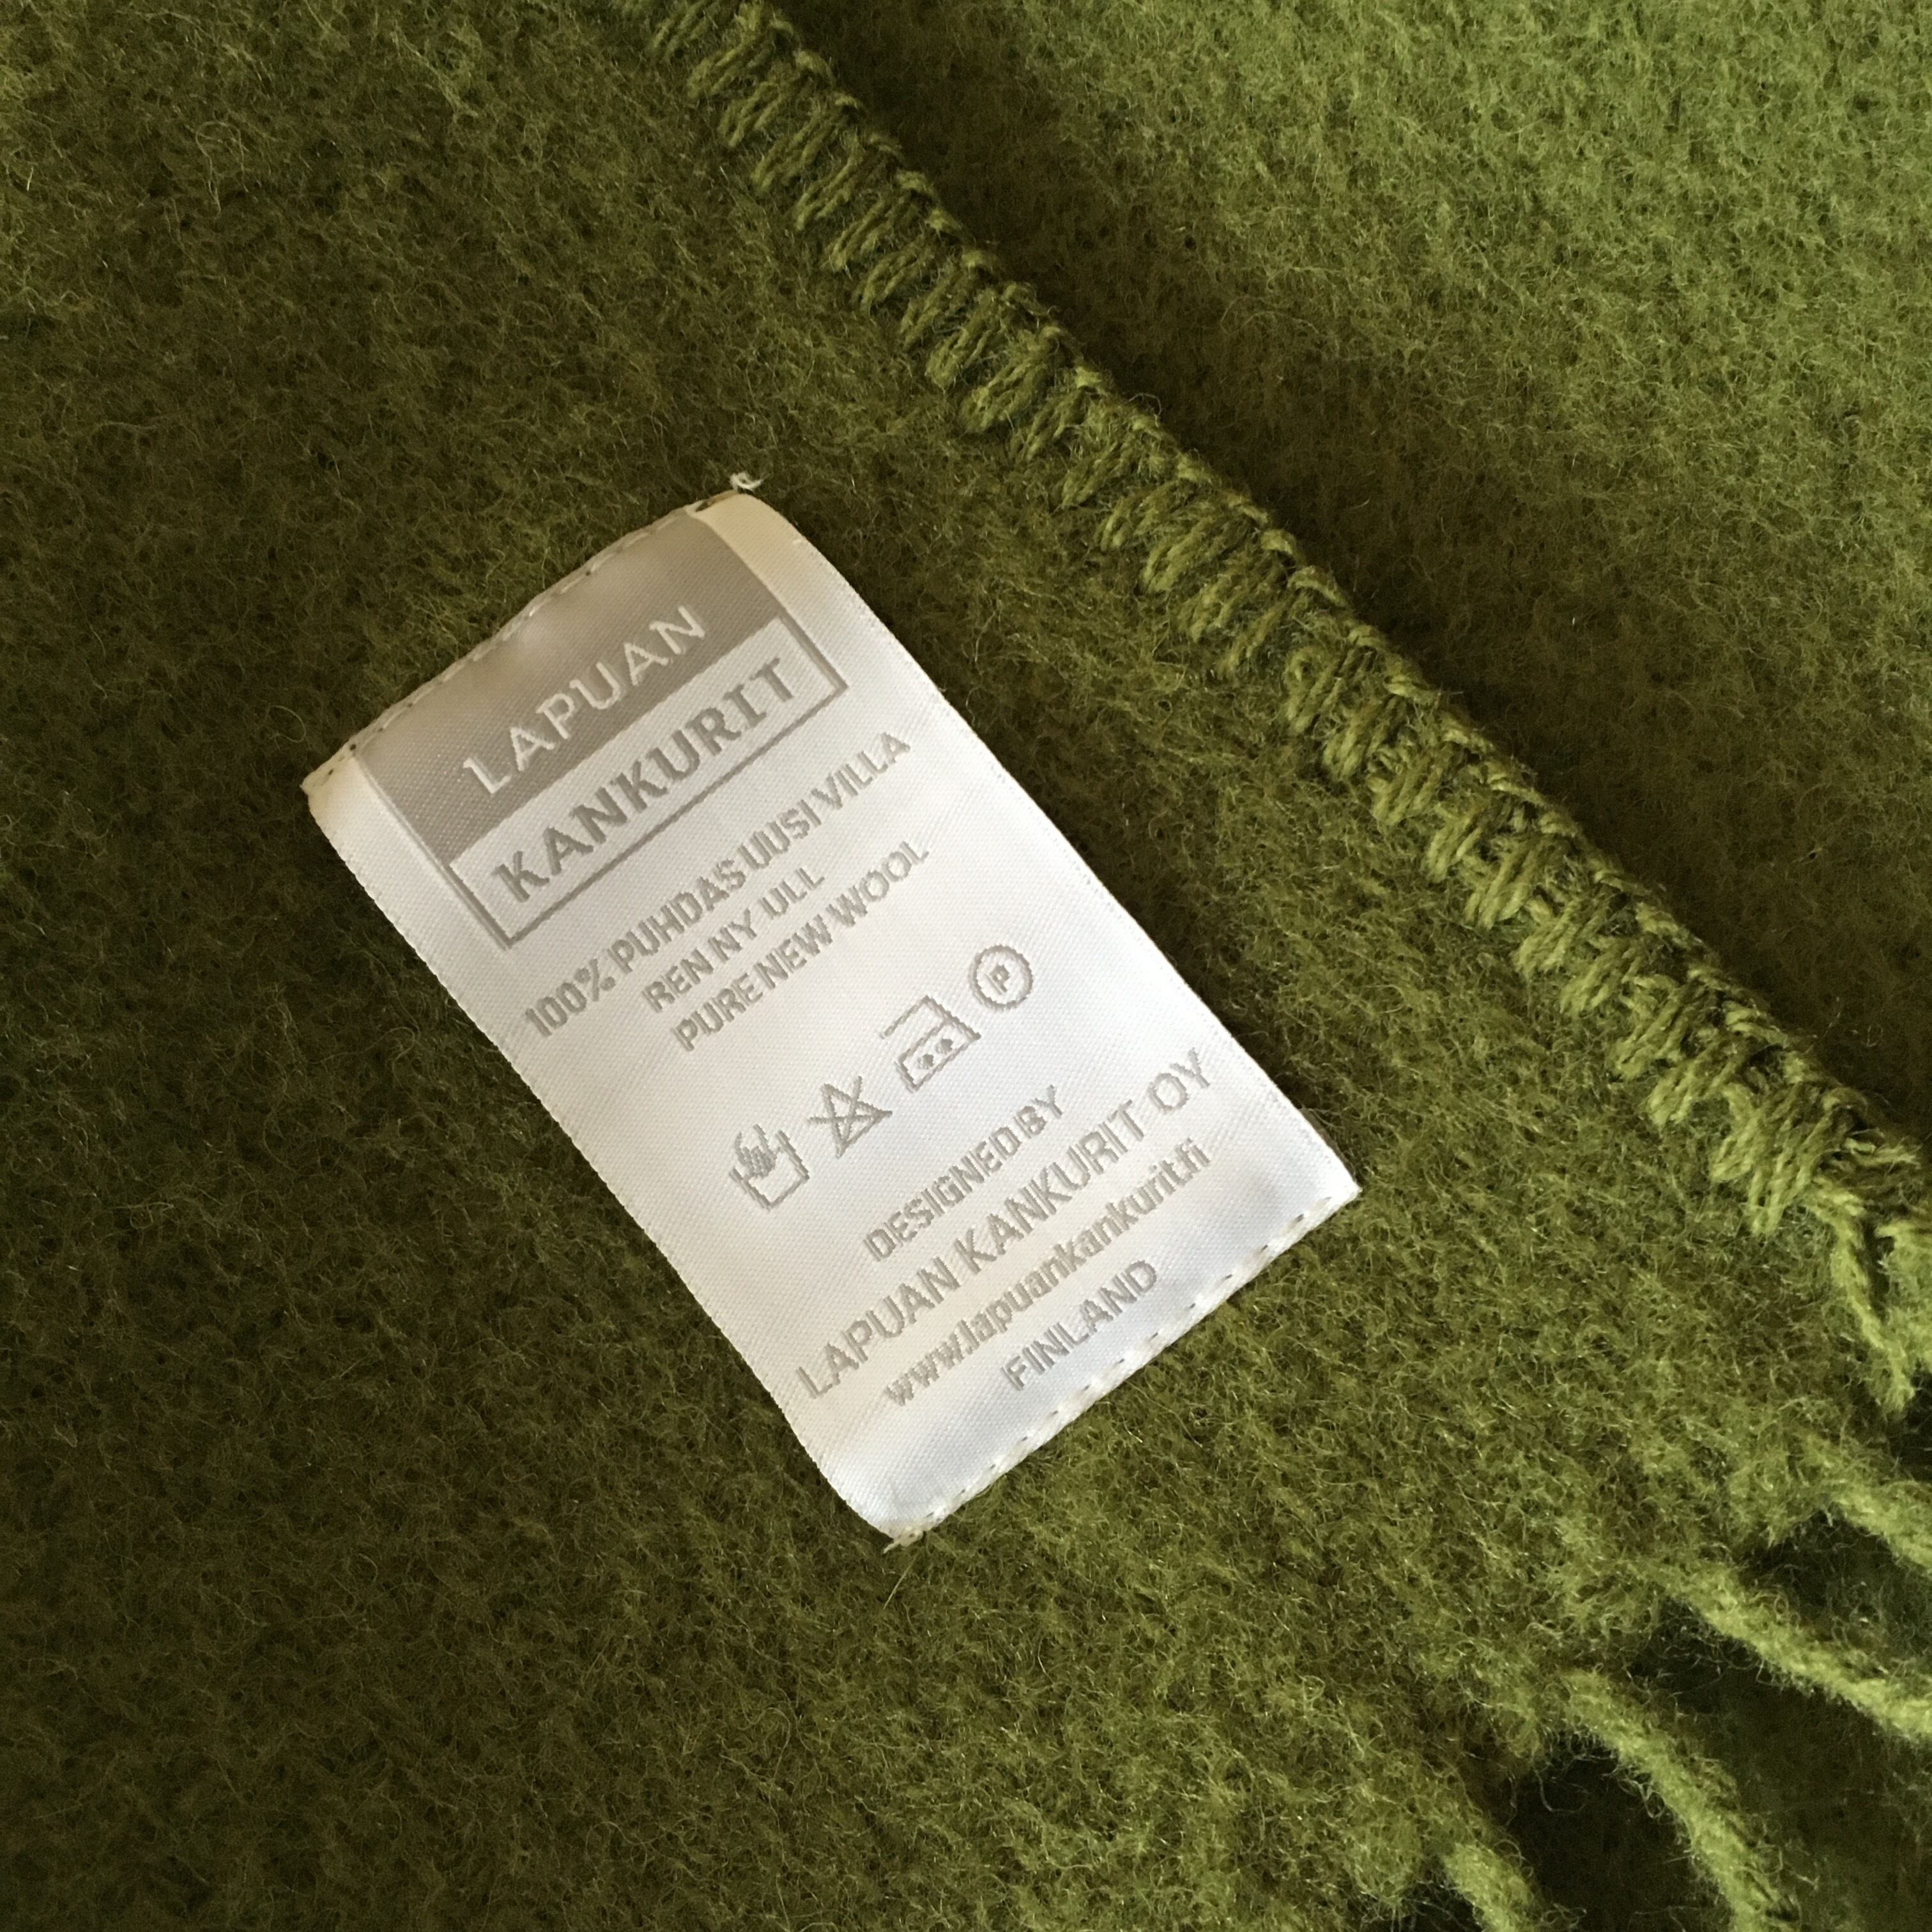 LAPUAN
KANKURIT
100% PUHDAS UUSI VILLA
REN NY ULL
PURE NEW WOOL
P
DESIGNED BY
LAPUAN KANKURIT OY
www.lapuankankurit.fi
FINLAND